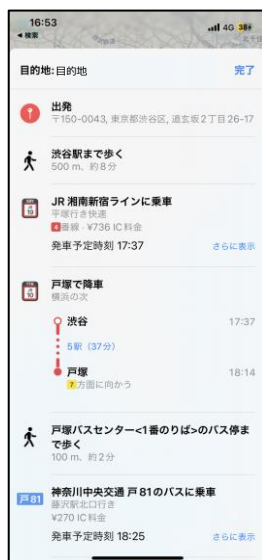 16:53
4G 38
◀ 検索
目的地:目的地
完了
出発
〒150-0043, 東京都渋谷区, 道玄坂2丁目26-17
渋谷駅まで歩く
500 m、約8分
JR 湘南新宿ラインに乗車
平塚行き快速
4番線 · ¥736 IC料金
発車予定時刻 17:37
さらに表示
戸塚で降車
横浜の次
渋谷
17:37
5駅（37分）
戸塚
18:14
7方面に向かう
戸塚バスセンター<1番のりば>のバス停ま
で歩く
100 m、約2分
戸81
神奈川中央交通 戸81のバスに乗車
藤沢駅北口行き
¥270 IC料金
発車予定時刻 18:25
さらに表示